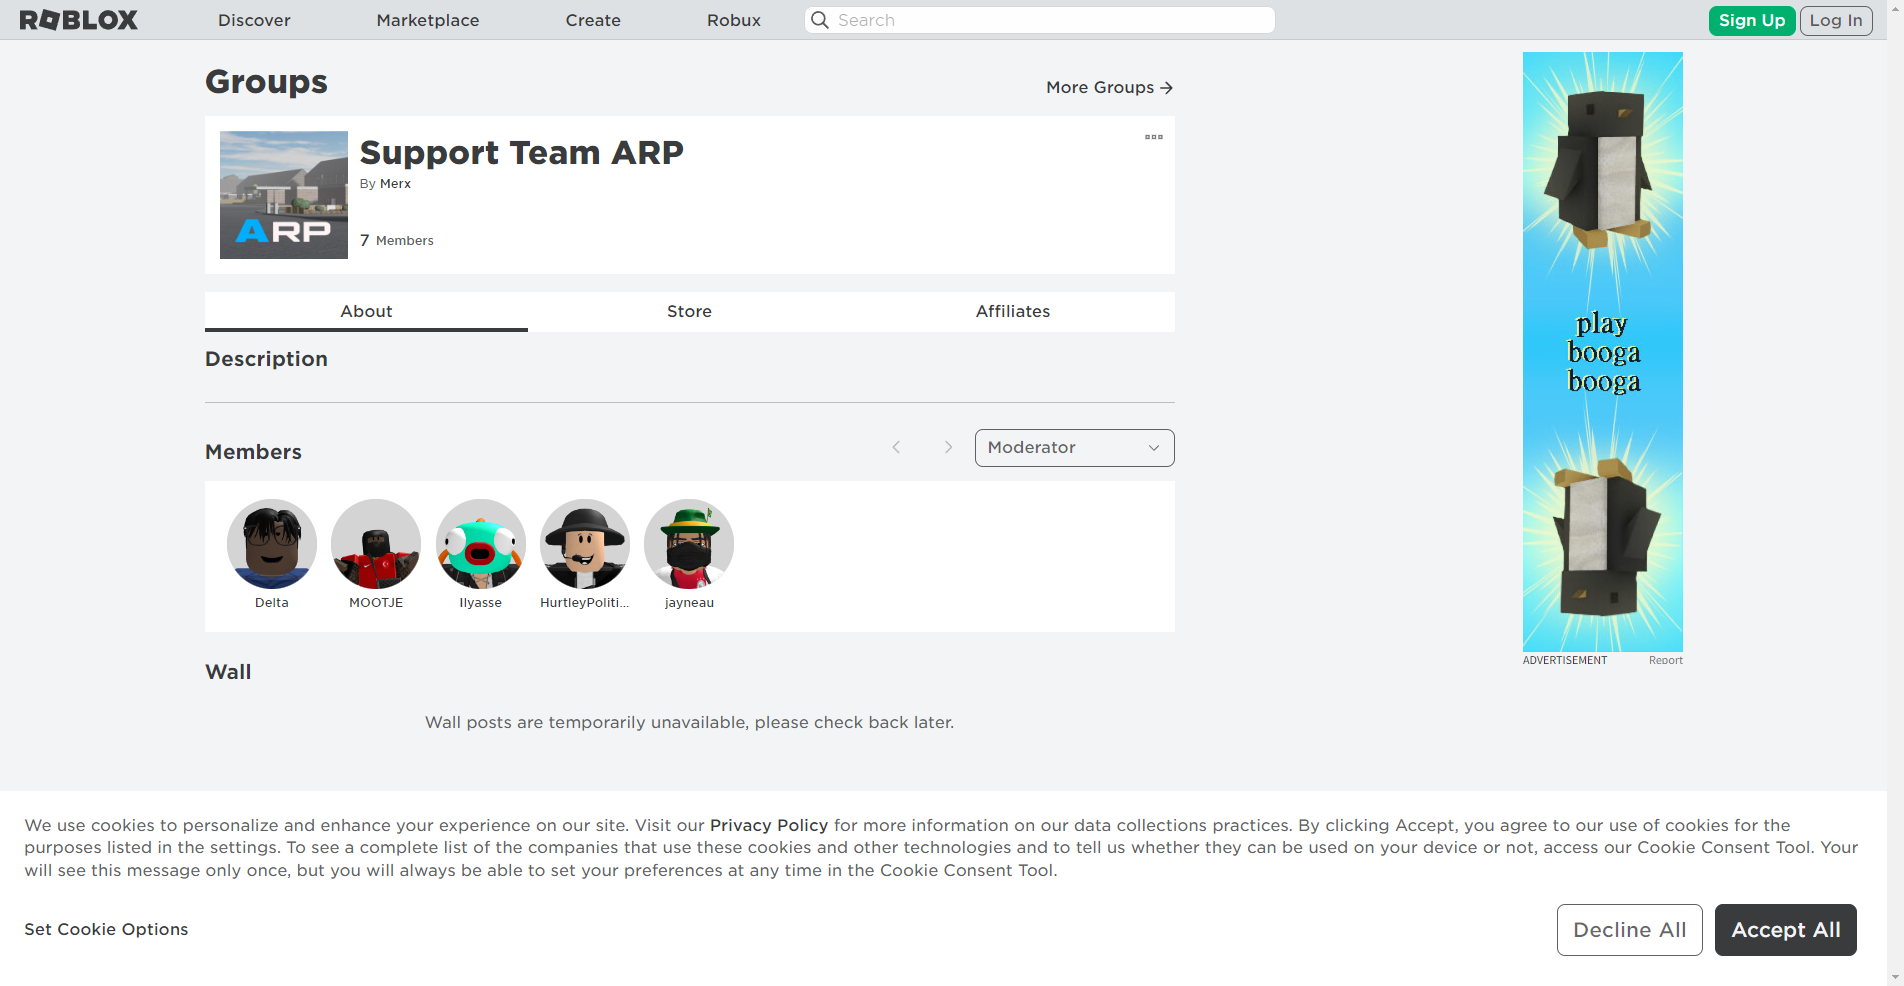 ROBLOX
Discover
Marketplace
Create
Robux
Search
Sign Up
Log In
Groups
More Groups
ARP
Support Team ARP
By Merx
7 Members
About
Store
Affiliates
Description
Members
Moderator
Delta
MOOTJE
Ilyasse
HurtleyPoliti...
jayneau
Wall
Wall posts are temporarily unavailable, please check back later.
play
booga
booga
ADVERTISEMENT
Report
We use cookies to personalize and enhance your experience on our site. Visit our Privacy Policy for more information on our data collections practices. By clicking Accept, you agree to our use of cookies for the
purposes listed in the settings. To see a complete list of the companies that use these cookies and other technologies and to tell us whether they can be used on your device or not, access our Cookie Consent Tool. Your
will see this message only once, but you will always be able to set your preferences at any time in the Cookie Consent Tool.
Set Cookie Options
Decline All
Accept All